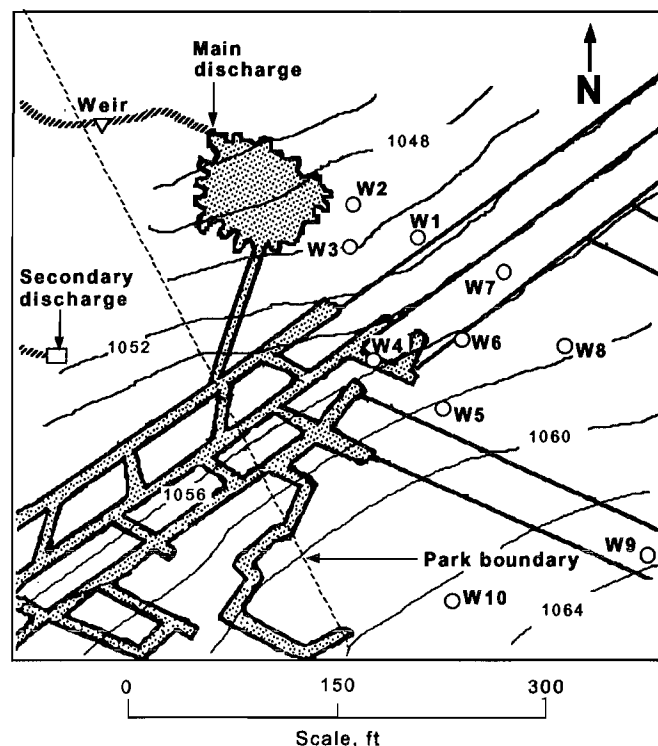 Main
discharge
Weir
1048
N
W2
W1
W3
W7
Secondary
discharge
1052
W4
W6
W8
W5
1060
1056
Park boundary
W9
W10
1064
0
150
300
Scale, ft